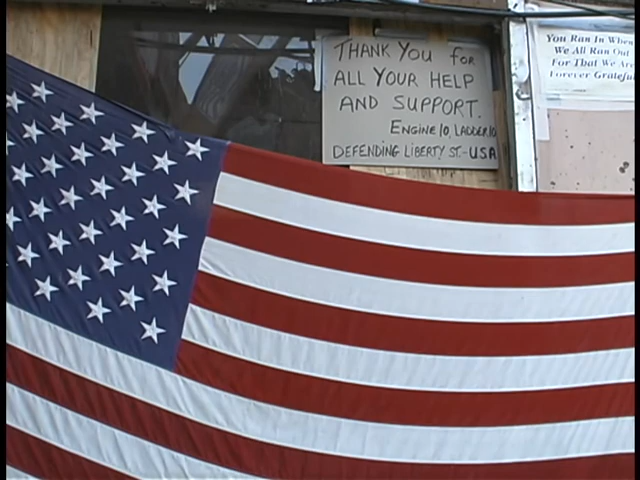 THANK YOU for
ALL YOUR HELP
AND SUPPORT.
ENGINE 10, LADDER 10
DEFENDING LIBERTY ST.-USA
You Ran In When
We All Ran Out
For That We Are
Forever Grateful